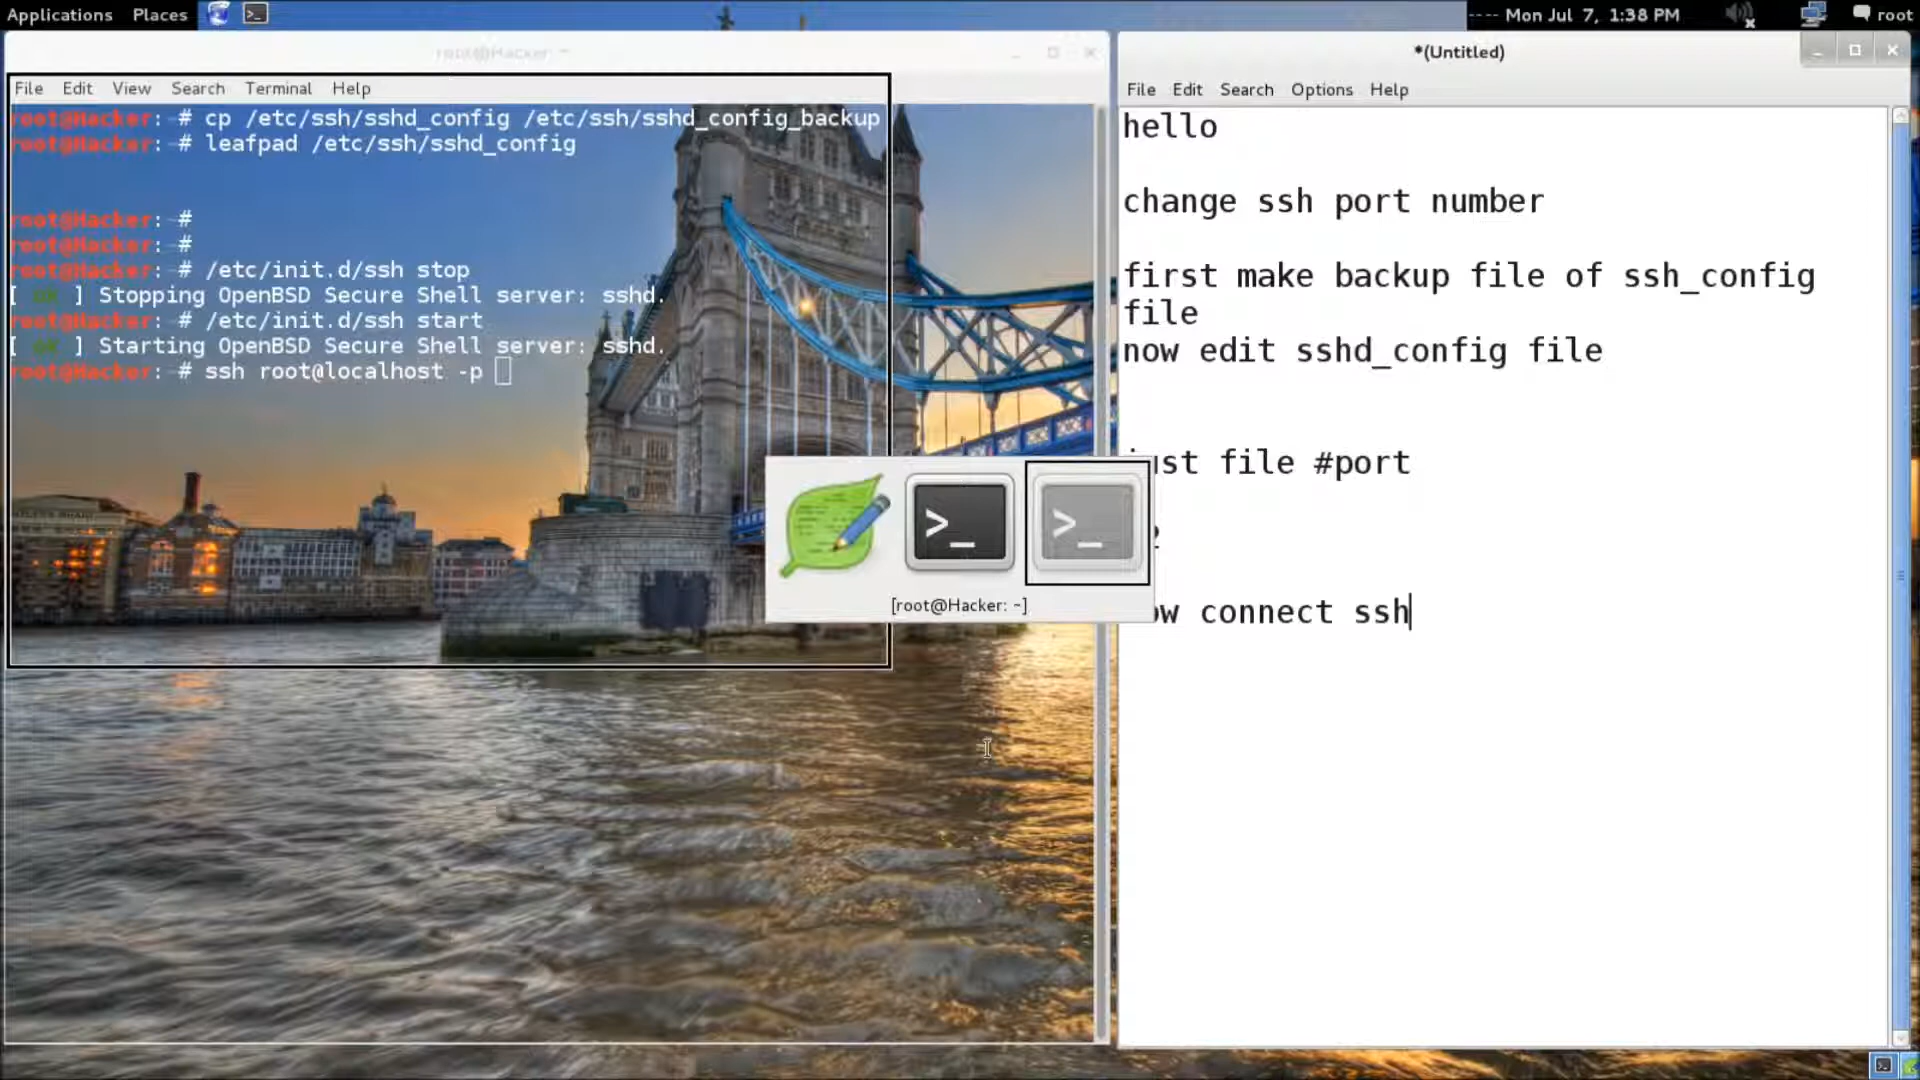 Applications Places
Mon Jul 7, 1:38 PM
root
root@Hacker: ~
File Edit View Search Terminal Help
root@Hacker: # cp /etc/ssh/sshd_config /etc/ssh/sshd_config_backup
root@Hacker: # leafpad /etc/ssh/sshd_config
root@Hacker: #
root@Hacker: #
root@Hacker: # /etc/init.d/ssh stop
[ ok ] Stopping OpenBSD Secure Shell server: sshd.
root@Hacker: # /etc/init.d/ssh start
[ ok ] Starting OpenBSD Secure Shell server: sshd.
root@Hacker: # ssh root@localhost -p
[root@Hacker: ~]
*(Untitled)
File Edit Search Options Help
hello
change ssh port number
first make backup file of ssh_config
file
now edit sshd_config file
file #port
connect ssh